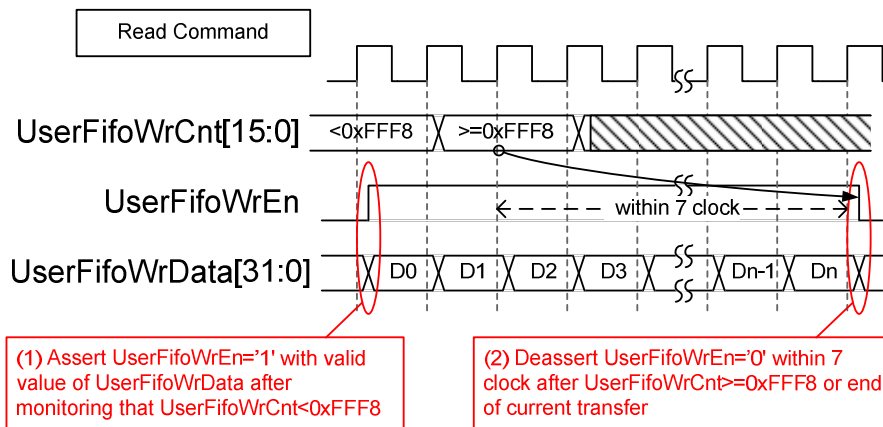 Read Command
UserFifoWrCnt[15:0]
<0xFFF8
>=0xFFF8
UserFifoWrEn
within 7 clock
UserFifoWrData[31:0]
D0
D1
D2
D3
Dn-1
Dn
(1) Assert UserFifoWrEn='1' with valid
value of UserFifoWrData after
monitoring that UserFifoWrCnt<0xFFF8
(2) Deassert UserFifoWrEn='0' within 7
clock after UserFifoWrCnt>=0xFFF8 or end
of current transfer